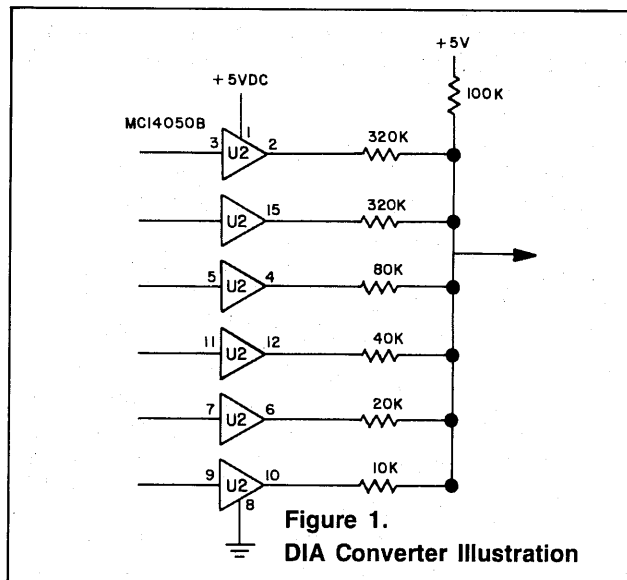 +5V
100K
+5VDC
MC14050B
3 U2 1 2 320K
U2 15 320K
5 U2 4 80K
11 U2 12 40K
7 U2 6 20K
9 U2 10 10K
8
Figure 1.
DIA Converter Illustration